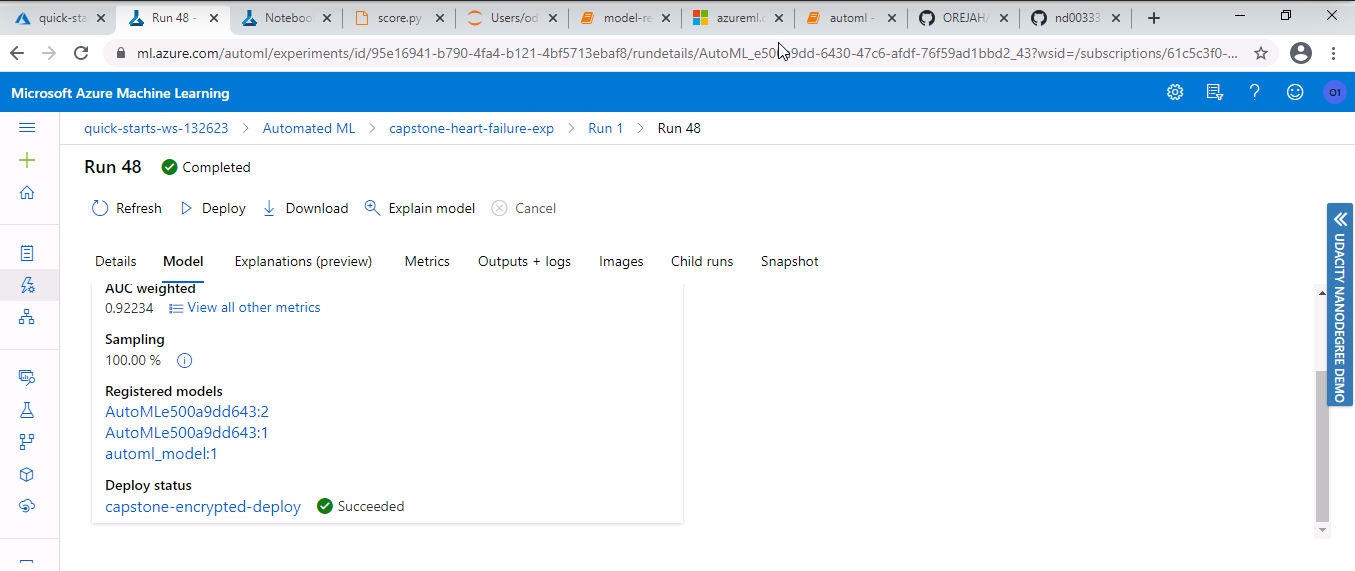 quick-sta
Run 48 -
Notebool
score.py
Users/od
model-re
azureml.c
automl -
OREJAH/
nd00333
ml.azure.com/automl/experiments/id/95e16941-b790-4fa4-b121-4bf5713ebaf8/rundetails/AutoML_e500a9dd-6430-47c6-afdf-76f59ad1bbd2_43?wsid=/subscriptions/61c5c3f0-...
Microsoft Azure Machine Learning
O1
quick-starts-ws-132623 > Automated ML > capstone-heart-failure-exp > Run 1 > Run 48
Run 48 Completed
Refresh Deploy Download Explain model Cancel
Details Model Explanations (preview) Metrics Outputs + logs Images Child runs Snapshot
AUC weighted
0.92234 View all other metrics
Sampling
100.00 %
Registered models
AutoMLe500a9dd643:2
AutoMLe500a9dd643:1
automl_model:1
Deploy status
capstone-encrypted-deploy Succeeded
UDACITY NANODEGREE DEMO